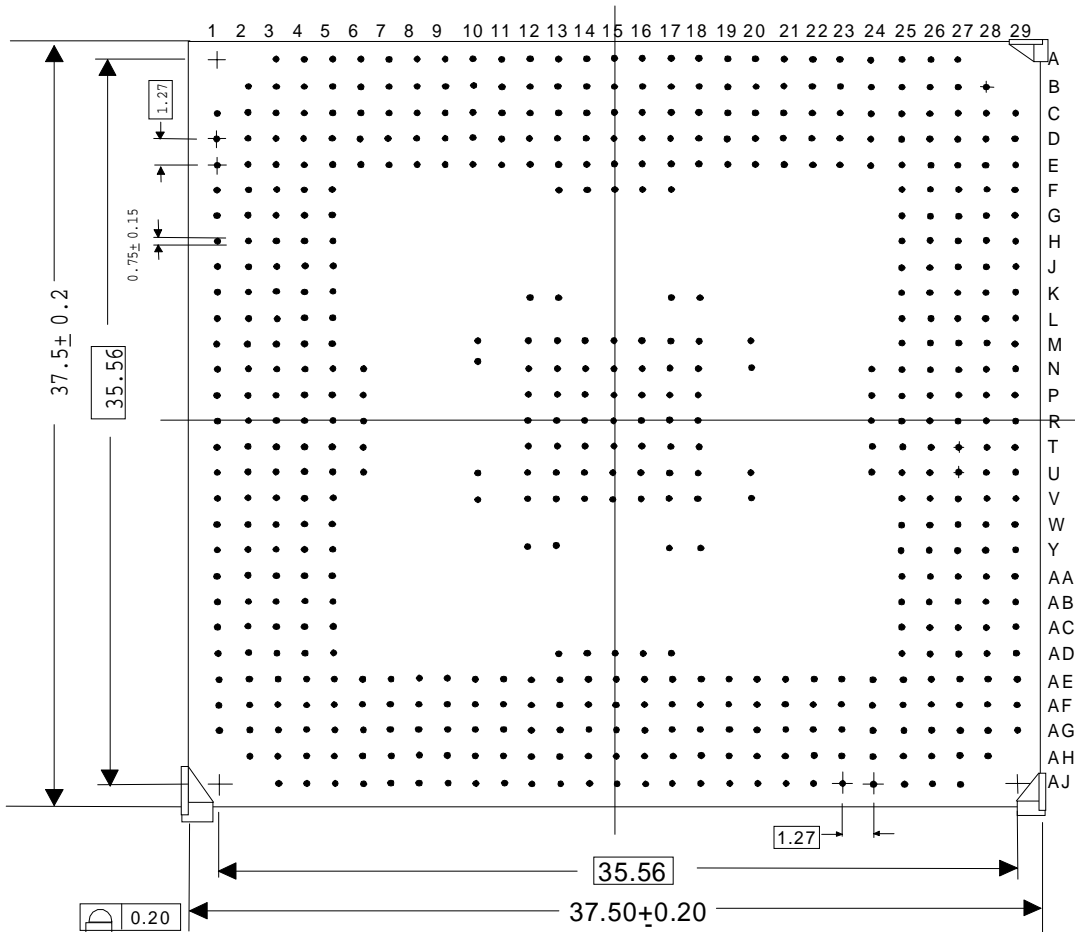 1 2 3 4 5 6 7 8 9 10 11 12 13 14 15 16 17 18 19 20 21 22 23 24 25 26 27 28 29
A
B
C
D
E
F
G
H
J
K
L
M
N
P
R
T
U
V
W
Y
AA
AB
AC
AD
AE
AF
AG
AH
AJ
1.27
0.75± 0.15
37.5± 0.2
35.56
1.27
35.56
37.50±0.20
0.20